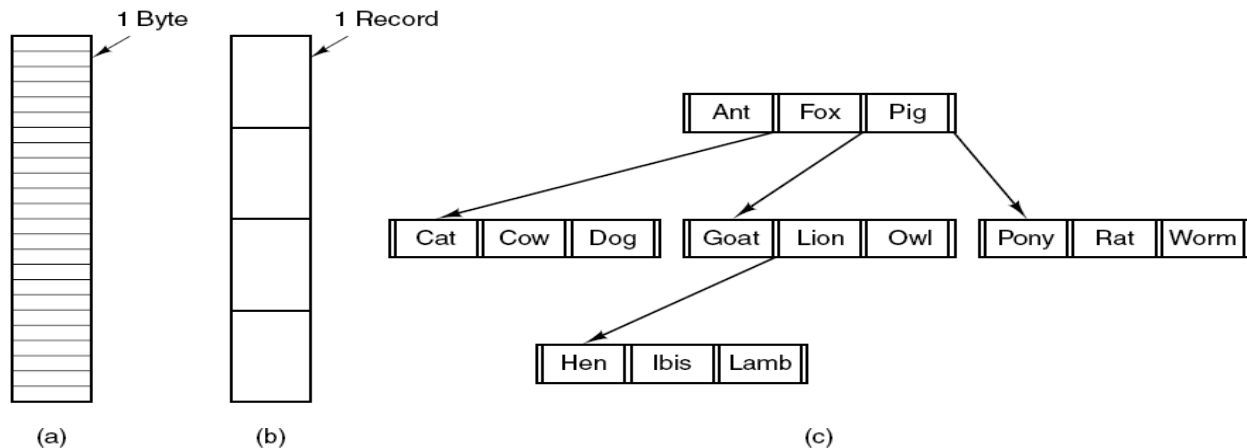 1 Byte
1 Record
Ant Fox Pig
Cat Cow Dog
Goat Lion Owl
Pony Rat Worm
Hen Ibis Lamb
(a)
(b)
(c)